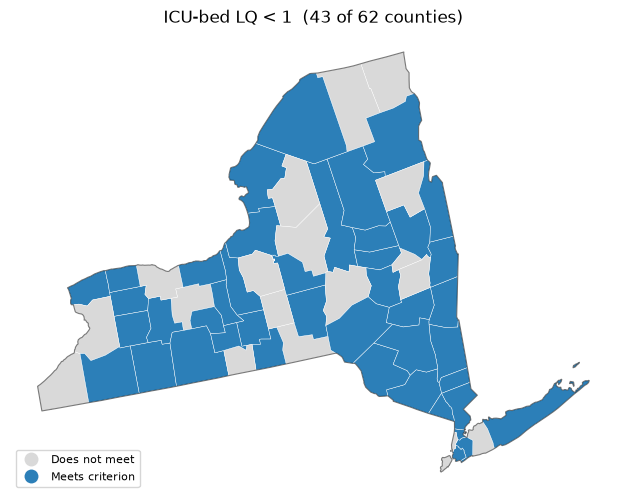 ICU-bed LQ < 1 (43 of 62 counties)
Does not meet
Meets criterion